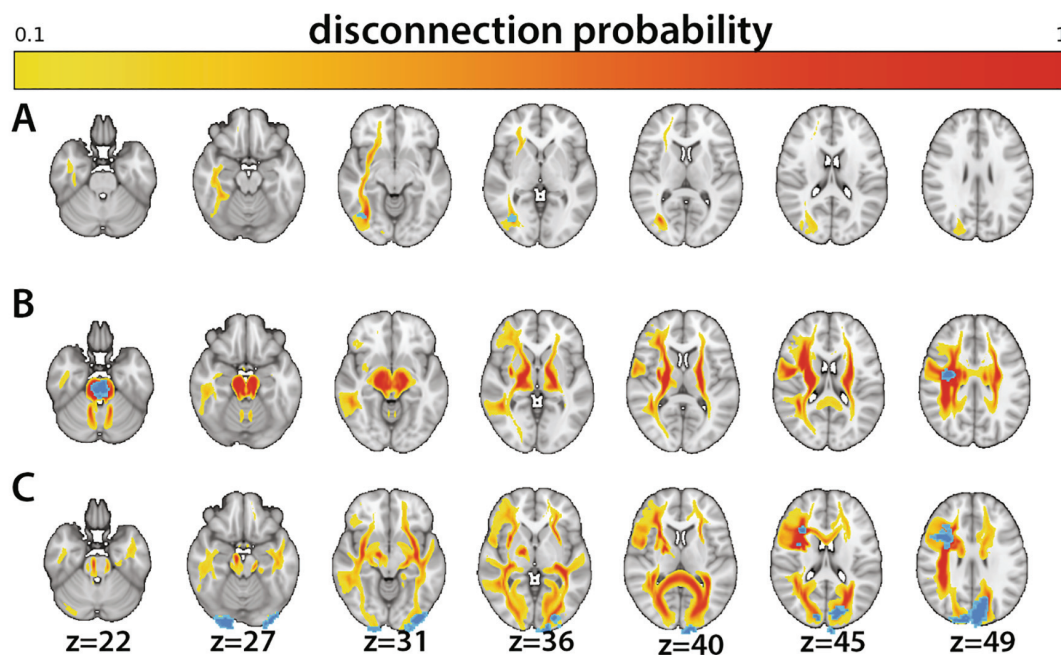 disconnection probability
0.1 1
A
B
C
z=22 z=27 z=31 z=36 z=40 z=45 z=49